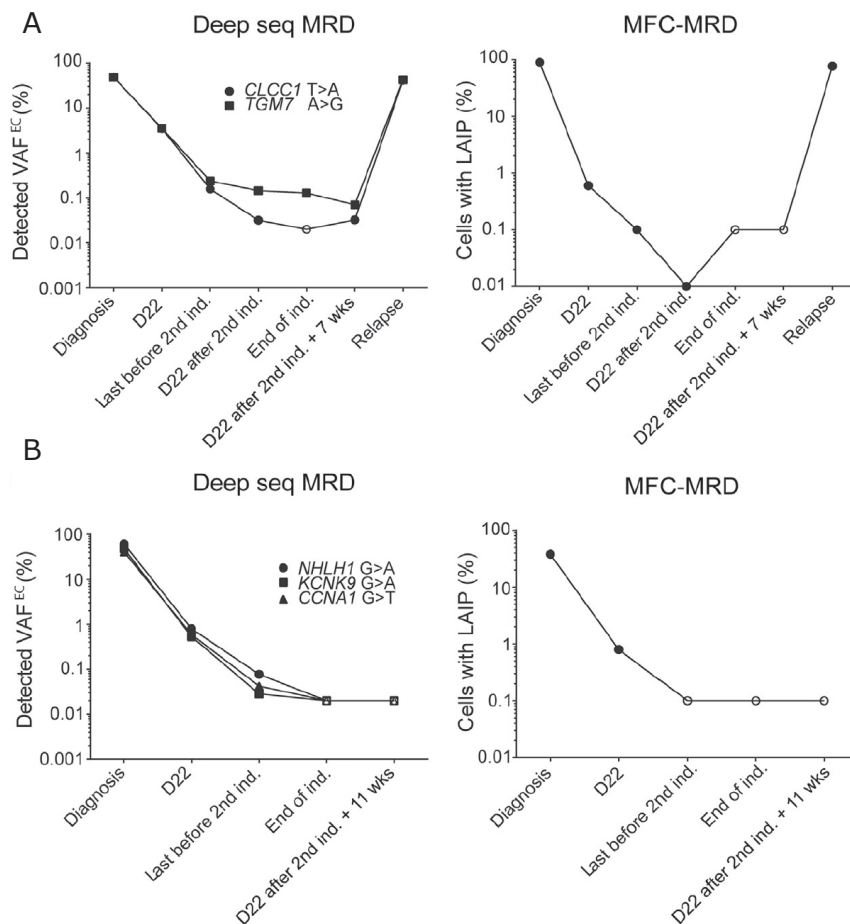 A
Deep seq MRD
Detected VAF EC (%)
100
10
1
0.1
0.01
0.001
CLCC1 T>A
TGM7 A>G
Diagnosis
D22
Last before 2nd ind.
D22 after 2nd ind.
End of ind.
D22 after 2nd ind. + 7 wks
Relapse
MFC-MRD
Cells with LAIP (%)
100
10
1
0.1
0.01
Diagnosis
D22
Last before 2nd ind.
D22 after 2nd ind.
End of ind.
D22 after 2nd ind. + 7 wks
Relapse
B
Deep seq MRD
Detected VAF EC (%)
100
10
1
0.1
0.01
0.001
NHLH1 G>A
KCNK9 G>A
CCNA1 G>T
Diagnosis
D22
Last before 2nd ind.
End of ind.
D22 after 2nd ind. + 11 wks
MFC-MRD
Cells with LAIP (%)
100
10
1
0.1
0.01
Diagnosis
D22
Last before 2nd ind.
End of ind.
D22 after 2nd ind. + 11 wks